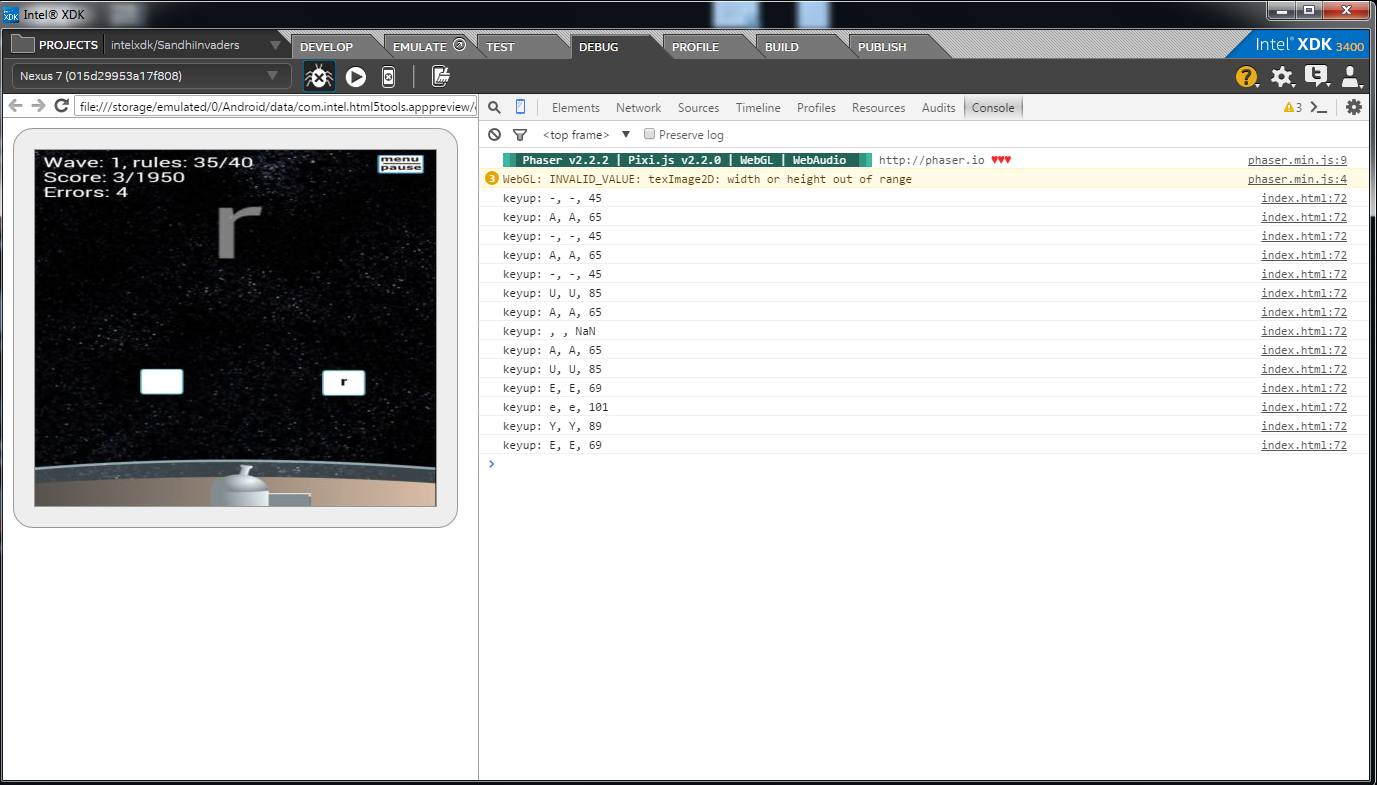 Intel® XDK
PROJECTS intelxdk/SandhiInvaders DEVELOP EMULATE TEST DEBUG PROFILE BUILD PUBLISH Intel® XDK 3400
Nexus 7 (015d29953a17f808)
file:///storage/emulated/0/Android/data/com.intel.html5tools.apppreview/
Elements Network Sources Timeline Profiles Resources Audits Console 3
<top frame> Preserve log
Wave: 1, rules: 35/40
Score: 3/1950
Errors: 4
menu
pause
r
r
Phaser v2.2.2 | Pixi.js v2.2.0 | WebGL | WebAudio http://phaser.io ♥♥♥ phaser.min.js:9
3 WebGL: INVALID_VALUE: texImage2D: width or height out of range phaser.min.js:4
keyup: -, -, 45 index.html:72
keyup: A, A, 65 index.html:72
keyup: -, -, 45 index.html:72
keyup: A, A, 65 index.html:72
keyup: -, -, 45 index.html:72
keyup: U, U, 85 index.html:72
keyup: A, A, 65 index.html:72
keyup: , , NaN index.html:72
keyup: A, A, 65 index.html:72
keyup: U, U, 85 index.html:72
keyup: E, E, 69 index.html:72
keyup: e, e, 101 index.html:72
keyup: Y, Y, 89 index.html:72
keyup: E, E, 69 index.html:72
>